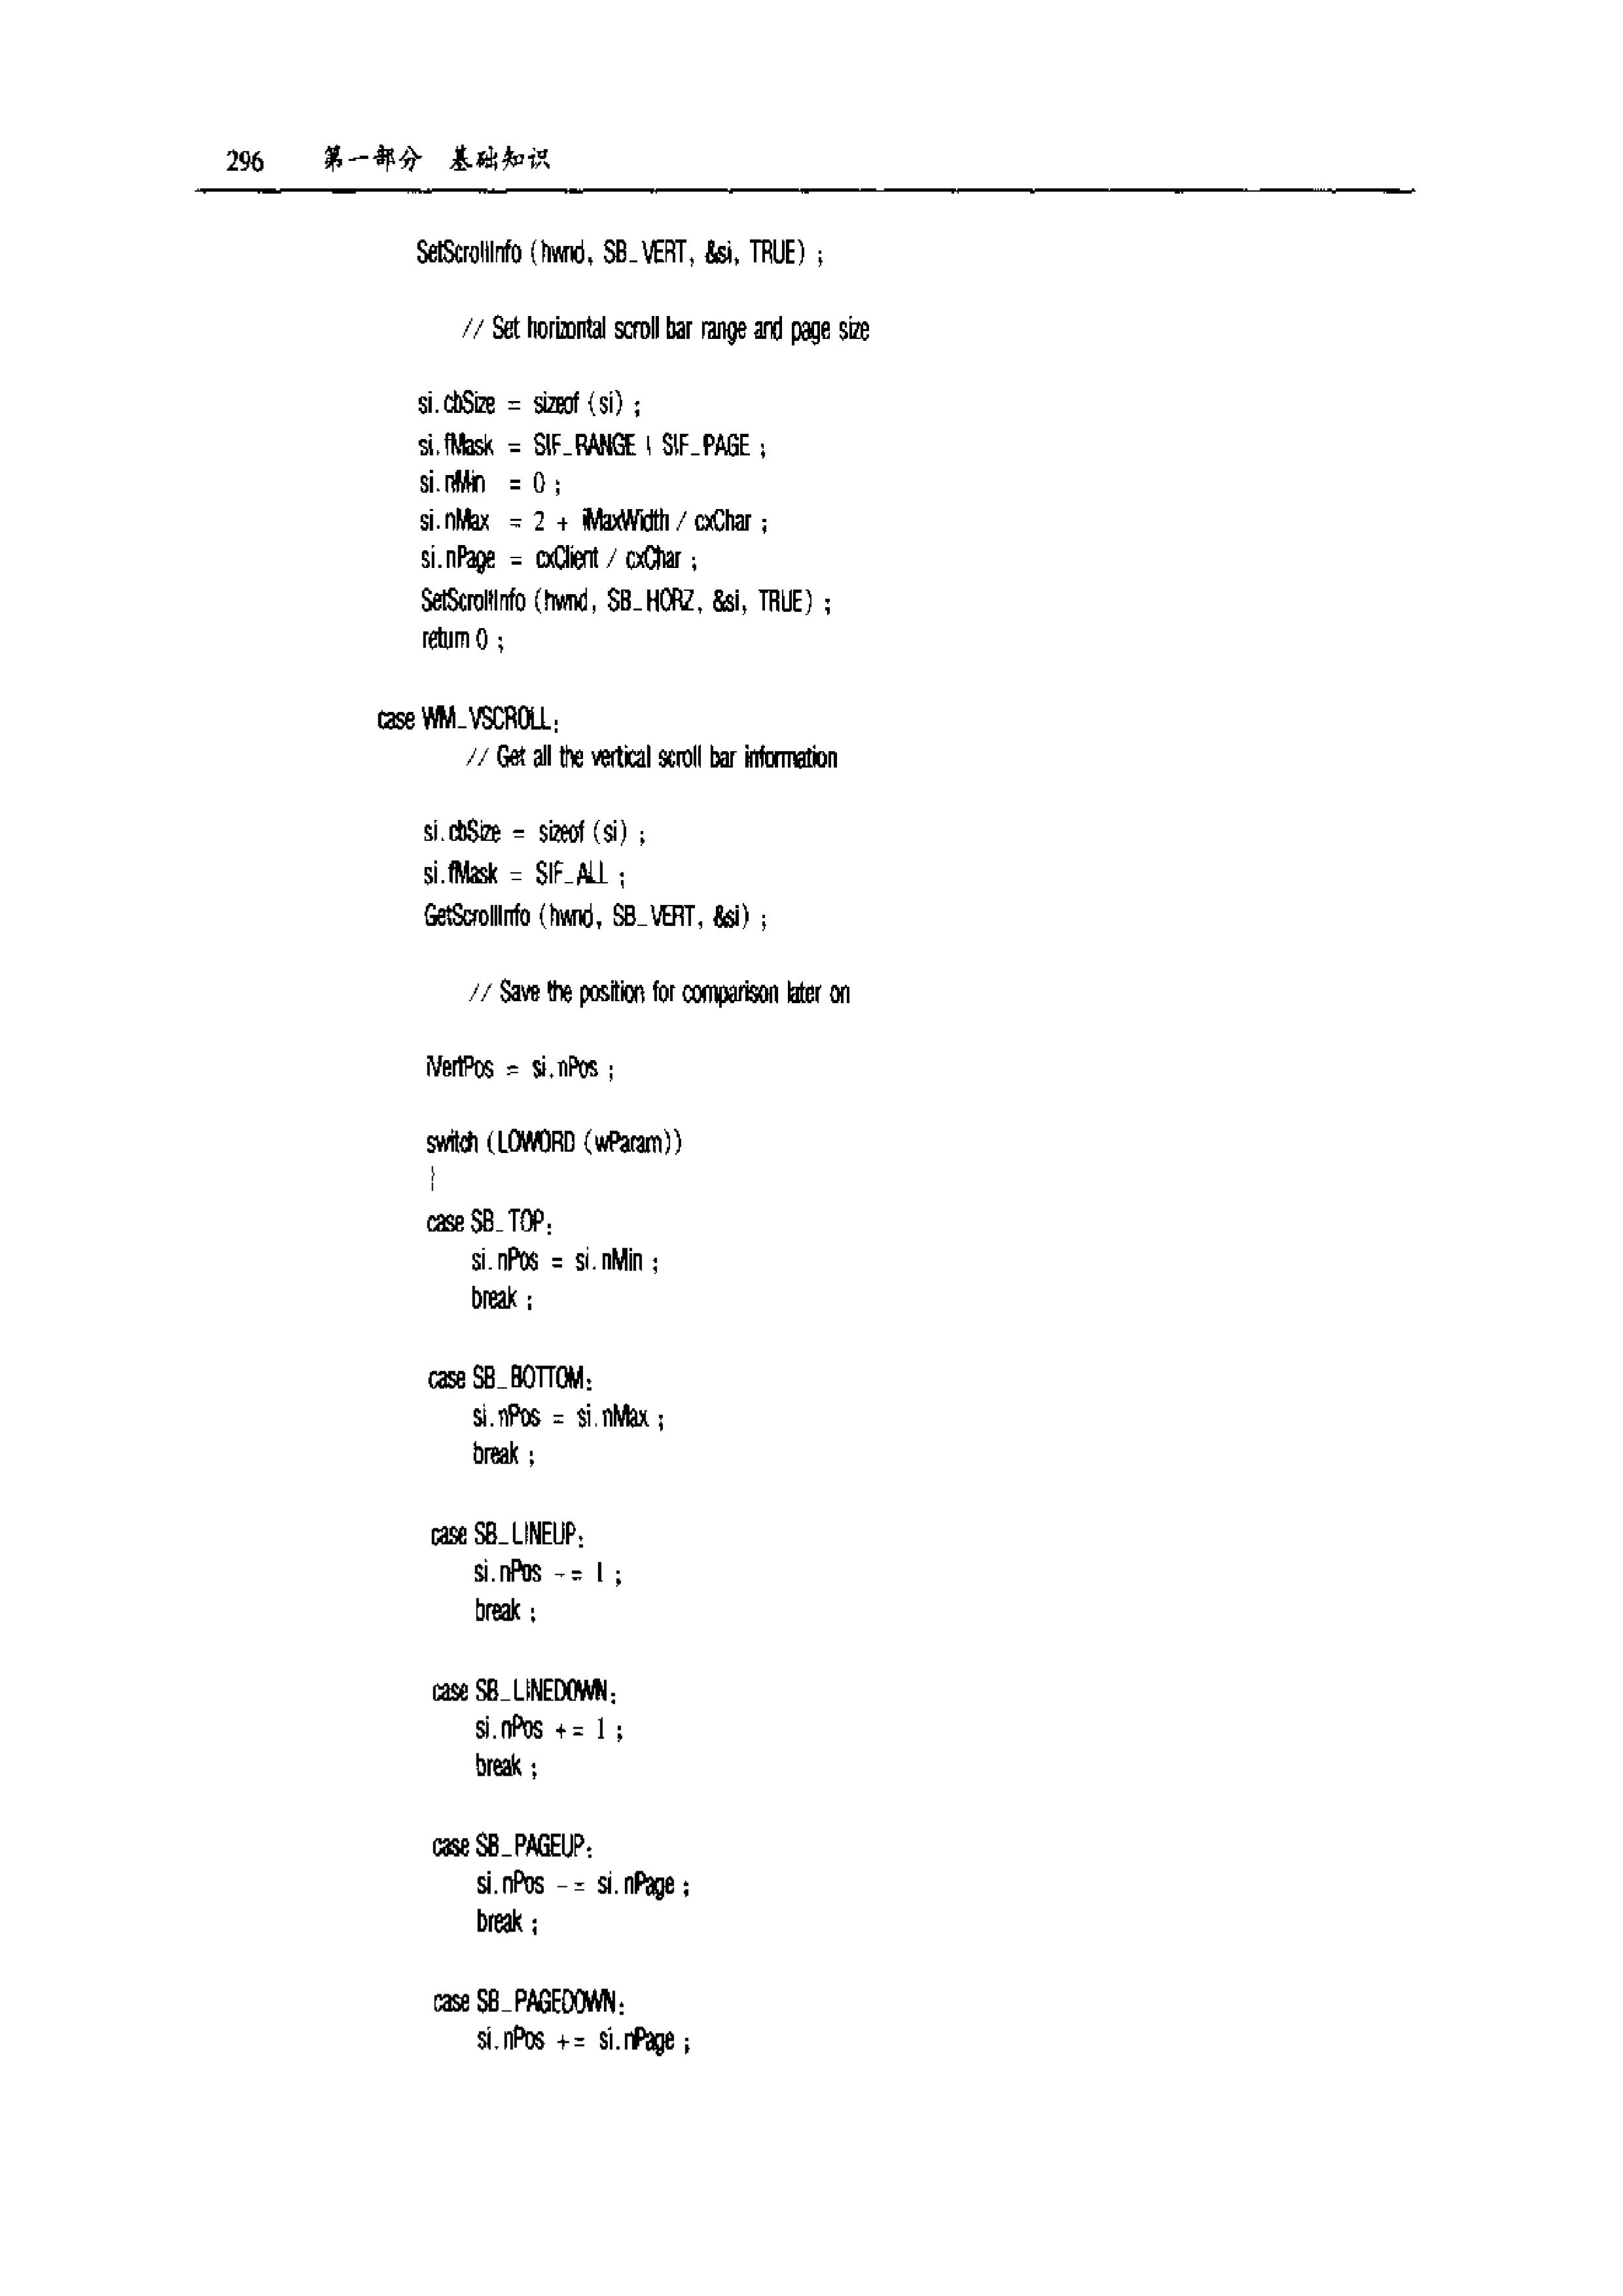 296 第一部分 基础知识
SetScrollInfo (hwnd, SB_VERT, &si, TRUE) ;
// Set horizontal scroll bar range and page size
si.cbSize = sizeof (si) ;
si.fMask = SIF_RANGE | SIF_PAGE ;
si.nMin = 0 ;
si.nMax = 2 + iMaxWidth / cxChar ;
si.nPage = cxClient / cxChar ;
SetScrollInfo (hwnd, SB_HORZ, &si, TRUE) ;
return 0 ;
case WM_VSCROLL:
// Get all the vertical scroll bar information
si.cbSize = sizeof (si) ;
si.fMask = SIF_ALL ;
GetScrollInfo (hwnd, SB_VERT, &si) ;
// Save the position for comparison later on
iVertPos = si.nPos ;
switch (LOWORD (wParam))
{
case SB_TOP:
si.nPos = si.nMin ;
break ;
case SB_BOTTOM:
si.nPos = si.nMax ;
break ;
case SB_LINEUP:
si.nPos -= 1 ;
break ;
case SB_LINEDOWN:
si.nPos += 1 ;
break ;
case SB_PAGEUP:
si.nPos -= si.nPage ;
break ;
case SB_PAGEDOWN:
si.nPos += si.nPage ;